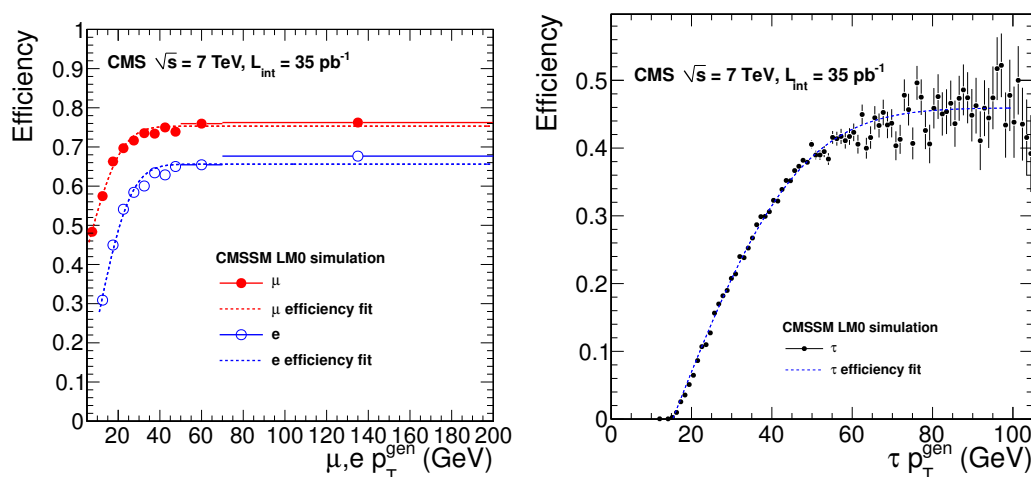 CMS √s = 7 TeV, L_int = 35 pb⁻¹
Efficiency
1
0.9
0.8
0.7
0.6
0.5
0.4
0.3
0.2
0.1
0
CMSSM LM0 simulation
μ
μ efficiency fit
e
e efficiency fit
20 40 60 80 100 120 140 160 180 200
μ,e p_T^gen (GeV)
CMS √s = 7 TeV, L_int = 35 pb⁻¹
Efficiency
0.5
0.4
0.3
0.2
0.1
0
CMSSM LM0 simulation
τ
τ efficiency fit
0 20 40 60 80 100
τ p_T^gen (GeV)